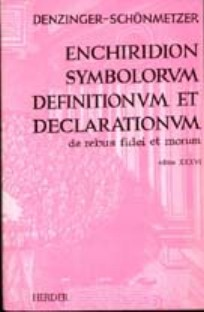 DENZINGER-SCHÖNMETZER
ENCHIRIDION
SYMBOLORVM
DEFINITIONVM ET
DECLARATIONVM
de rebus fidei et morum
editio XXXVI
HERDER